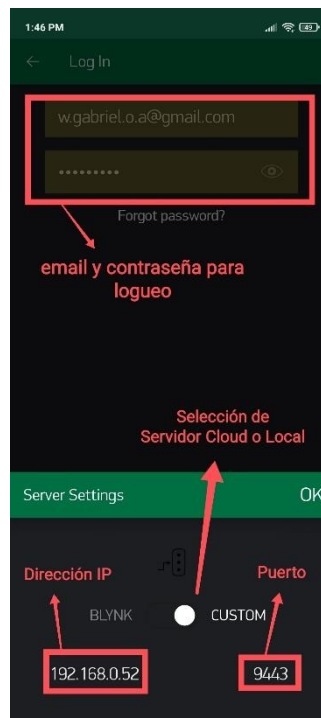 1:46 PM 49
← Log In
w.gabriel.o.a@gmail.com
•••••••••
Forgot password?
email y contraseña para
logueo
Selección de
Servidor Cloud o Local
Server Settings OK
Dirección IP Puerto
BLYNK CUSTOM
192.168.0.52 9443